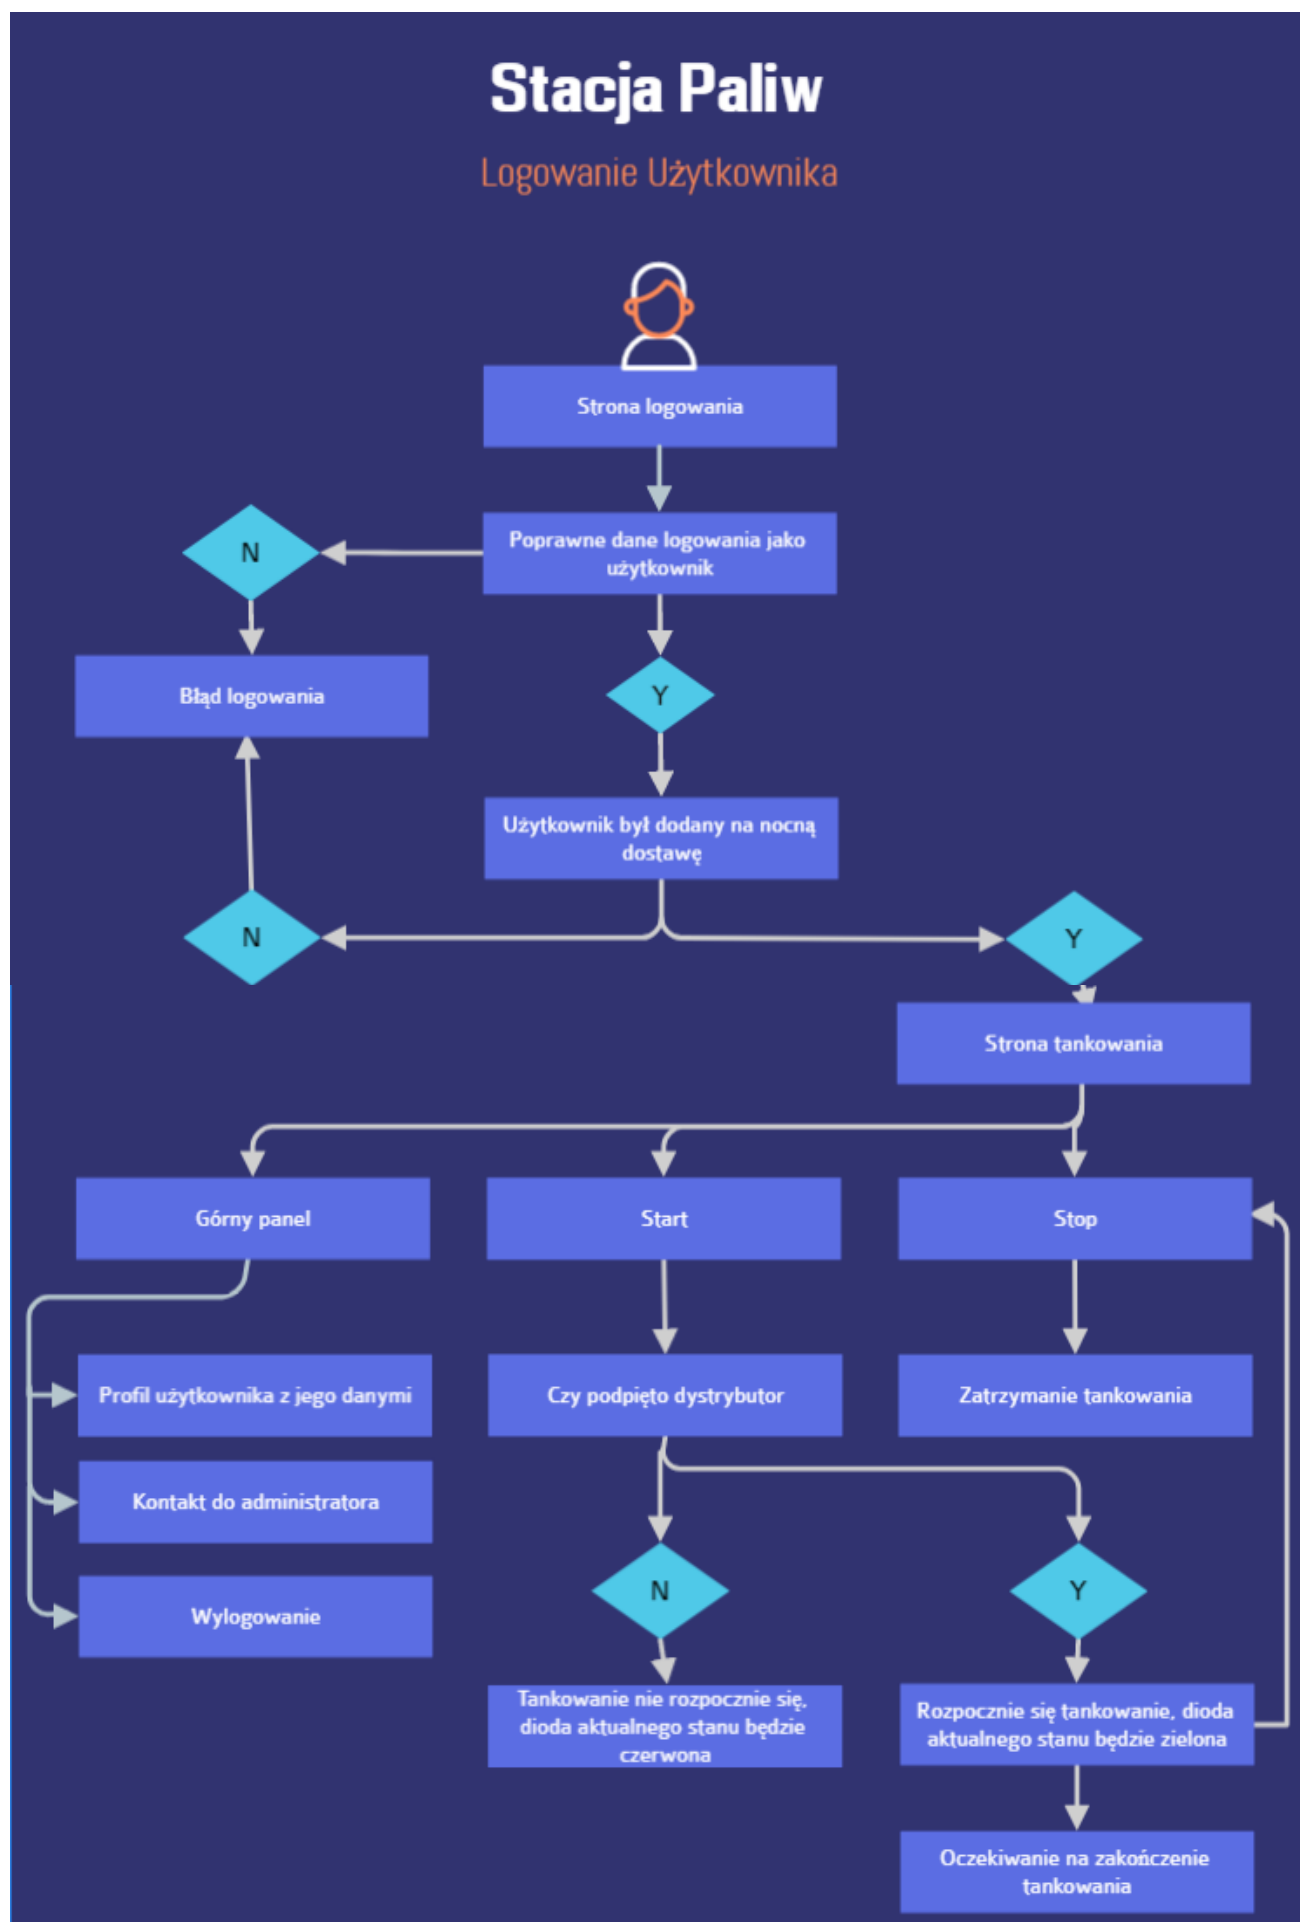 Stacja Paliw
Logowanie Użytkownika
Strona logowania
Poprawne dane logowania jako
użytkownik
N
Błąd logowania
Y
Użytkownik był dodany na nocną
dostawę
N
Y
Strona tankowania
Górny panel
Start
Stop
Profil użytkownika z jego danymi
Czy podpięto dystrybutor
Zatrzymanie tankowania
Kontakt do administratora
Wylogowanie
N
Y
Tankowanie nie rozpocznie się,
dioda aktualnego stanu będzie
czerwona
Rozpocznie się tankowanie, dioda
aktualnego stanu będzie zielona
Oczekiwanie na zakończenie
tankowania